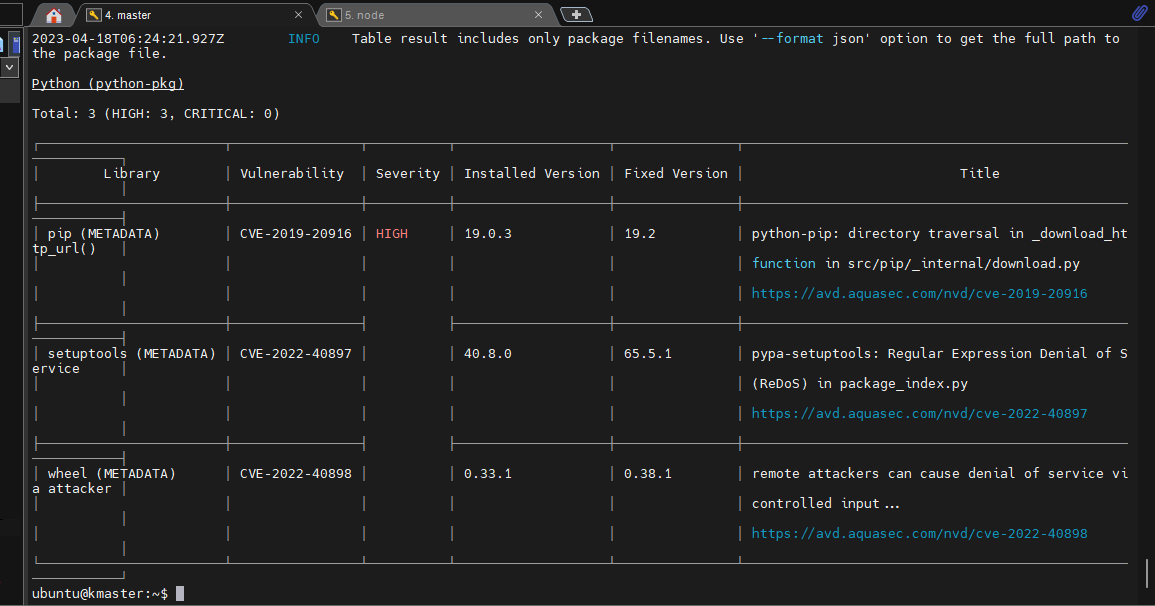 4. master
5. node
2023-04-18T06:24:21.927Z INFO Table result includes only package filenames. Use '--format json' option to get the full path to
the package file.
Python (python-pkg)
Total: 3 (HIGH: 3, CRITICAL: 0)
Library Vulnerability Severity Installed Version Fixed Version Title
pip (METADATA) CVE-2019-20916 HIGH 19.0.3 19.2 python-pip: directory traversal in _download_ht
tp_url()
function in src/pip/_internal/download.py
https://avd.aquasec.com/nvd/cve-2019-20916
setuptools (METADATA) CVE-2022-40897 40.8.0 65.5.1 pypa-setuptools: Regular Expression Denial of S
ervice
(ReDoS) in package_index.py
https://avd.aquasec.com/nvd/cve-2022-40897
wheel (METADATA) CVE-2022-40898 0.33.1 0.38.1 remote attackers can cause denial of service vi
a attacker
controlled input...
https://avd.aquasec.com/nvd/cve-2022-40898
ubuntu@kmaster:~$